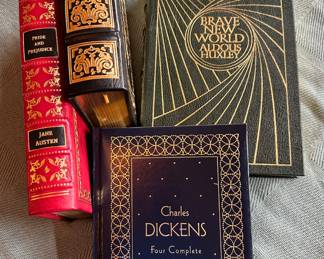 PRIDE
AND
PREJUDICE
JANE
AUSTEN
BRAVE
NEW
WORLD
ALDOUS
HUXLEY
Charles
DICKENS
Four Complete